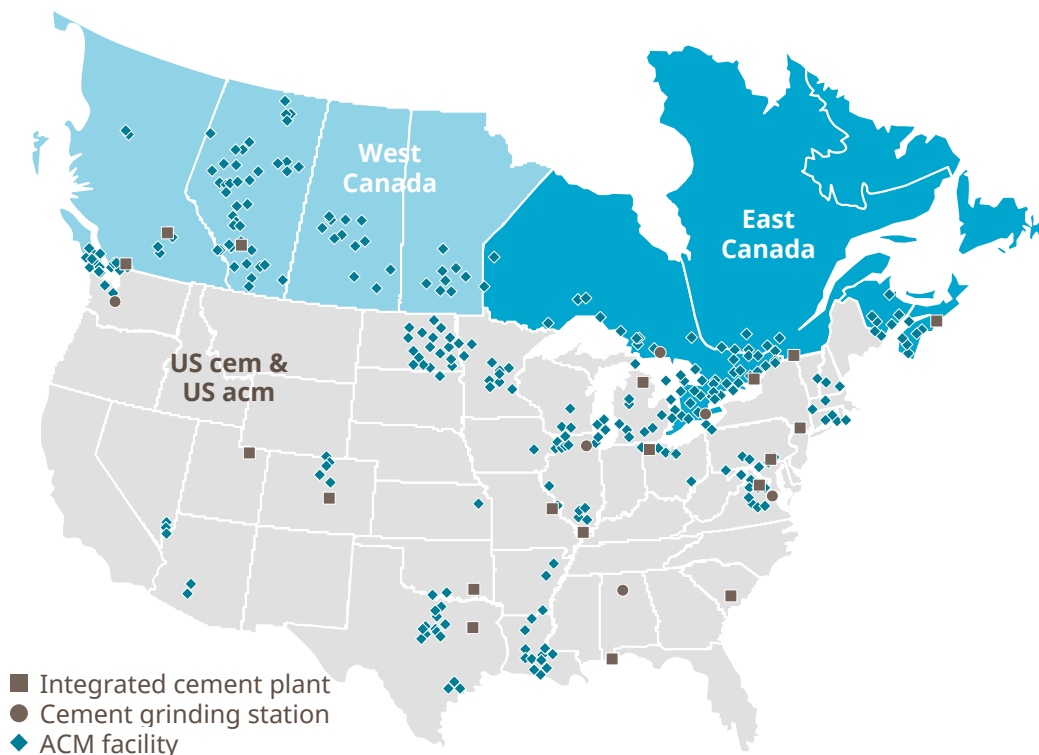 West
Canada
East
Canada
US cem &
US acm
Integrated cement plant
Cement grinding station
ACM facility